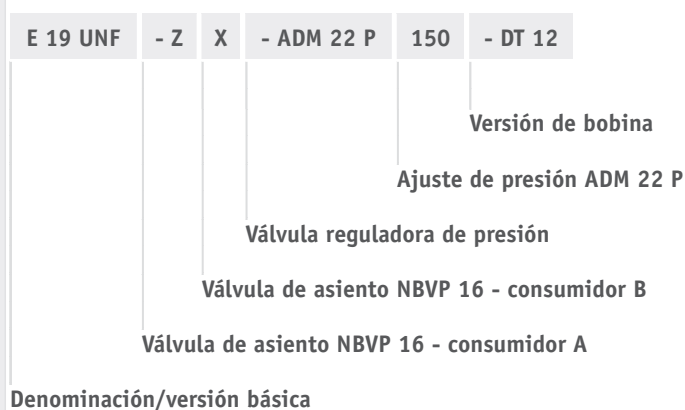 E 19 UNF - Z X - ADM 22 P 150 - DT 12
Versión de bobina
Ajuste de presión ADM 22 P
Válvula reguladora de presión
Válvula de asiento NBVP 16 - consumidor B
Válvula de asiento NBVP 16 - consumidor A
Denominación/versión básica